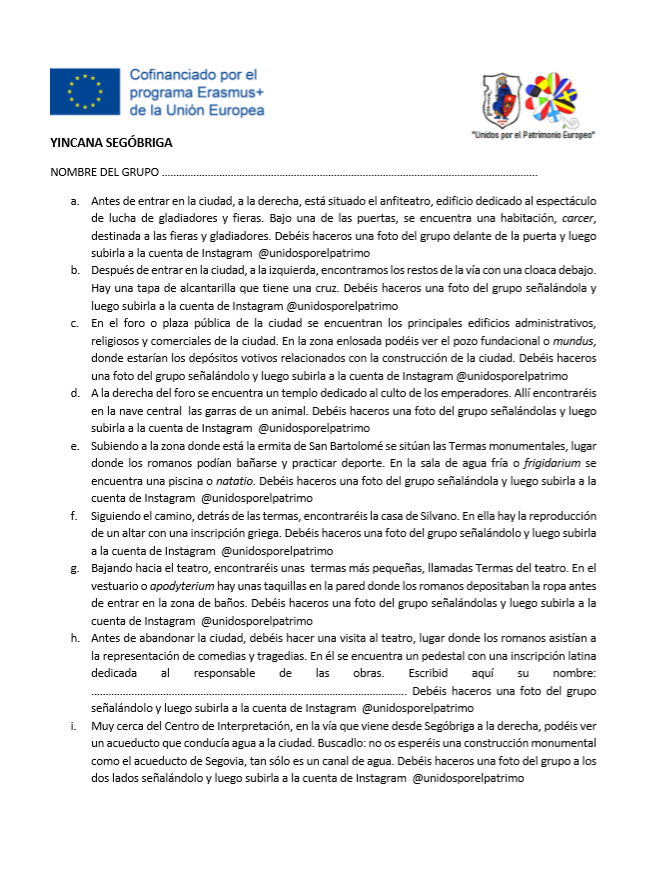 Cofinanciado por el
programa Erasmus+
de la Unión Europea
"Unidos por el Patrimonio Europeo"
YINCANA SEGÓBRIGA
NOMBRE DEL GRUPO ....................................................................................................................................
a. Antes de entrar en la ciudad, a la derecha, está situado el anfiteatro, edificio dedicado al espectáculo
de lucha de gladiadores y fieras. Bajo una de las puertas, se encuentra una habitación, carcer,
destinada a las fieras y gladiadores. Debéis haceros una foto del grupo delante de la puerta y luego
subirla a la cuenta de Instagram @unidosporelpatrimo
b. Después de entrar en la ciudad, a la izquierda, encontramos los restos de la vía con una cloaca debajo.
Hay una tapa de alcantarilla que tiene una cruz. Debéis haceros una foto del grupo señalándola y
luego subirla a la cuenta de Instagram @unidosporelpatrimo
c. En el foro o plaza pública de la ciudad se encuentran los principales edificios administrativos,
religiosos y comerciales de la ciudad. En la zona enlosada podéis ver el pozo fundacional o mundus,
donde estarían los depósitos votivos relacionados con la construcción de la ciudad. Debéis haceros
una foto del grupo señalándolo y luego subirla a la cuenta de Instagram @unidosporelpatrimo
d. A la derecha del foro se encuentra un templo dedicado al culto de los emperadores. Allí encontraréis
en la nave central las garras de un animal. Debéis haceros una foto del grupo señalándolas y luego
subirla a la cuenta de Instagram @unidosporelpatrimo
e. Subiendo a la zona donde está la ermita de San Bartolomé se sitúan las Termas monumentales, lugar
donde los romanos podían bañarse y practicar deporte. En la sala de agua fría o frigidarium se
encuentra una piscina o natatio. Debéis haceros una foto del grupo señalándola y luego subirla a la
cuenta de Instagram @unidosporelpatrimo
f. Siguiendo el camino, detrás de las termas, encontraréis la casa de Silvano. En ella hay la reproducción
de un altar con una inscripción griega. Debéis haceros una foto del grupo señalándolo y luego subirla
a la cuenta de Instagram @unidosporelpatrimo
g. Bajando hacia el teatro, encontraréis unas termas más pequeñas, llamadas Termas del teatro. En el
vestuario o apodyterium hay unas taquillas en la pared donde los romanos depositaban la ropa antes
de entrar en la zona de baños. Debéis haceros una foto del grupo señalándolas y luego subirla a la
cuenta de Instagram @unidosporelpatrimo
h. Antes de abandonar la ciudad, debéis hacer una visita al teatro, lugar donde los romanos asistían a
la representación de comedias y tragedias. En él se encuentra un pedestal con una inscripción latina
dedicada al responsable de las obras. Escribid aquí su nombre:
............................................................................................................... Debéis haceros una foto del grupo
señalándolo y luego subirla a la cuenta de Instagram @unidosporelpatrimo
i. Muy cerca del Centro de Interpretación, en la vía que viene desde Segóbriga a la derecha, podéis ver
un acueducto que conducía agua a la ciudad. Buscadlo: no os esperéis una construcción monumental
como el acueducto de Segovia, tan sólo es un canal de agua. Debéis haceros una foto del grupo a los
dos lados señalándolo y luego subirla a la cuenta de Instagram @unidosporelpatrimo